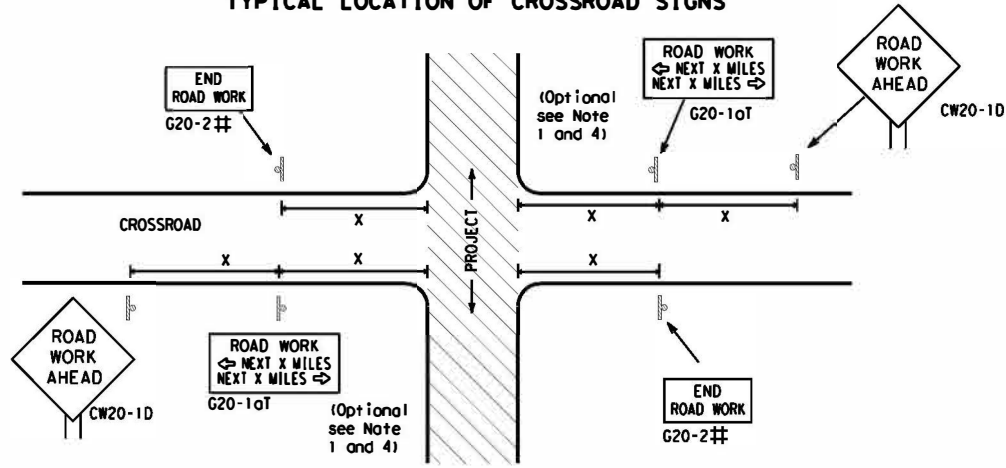 TYPICAL LOCATION OF CROSSROAD SIGNS
END
ROAD WORK
G20-2#
ROAD WORK
⇦ NEXT X MILES
NEXT X MILES ⇨
G20-1aT
(Optional
see Note
1 and 4)
ROAD
WORK
AHEAD
CW20-1D
X
X
X
CROSSROAD
PROJECT
X
X
X
ROAD
WORK
AHEAD
CW20-1D
ROAD WORK
⇦ NEXT X MILES
NEXT X MILES ⇨
G20-1aT
(Optional
see Note
1 and 4)
END
ROAD WORK
G20-2#